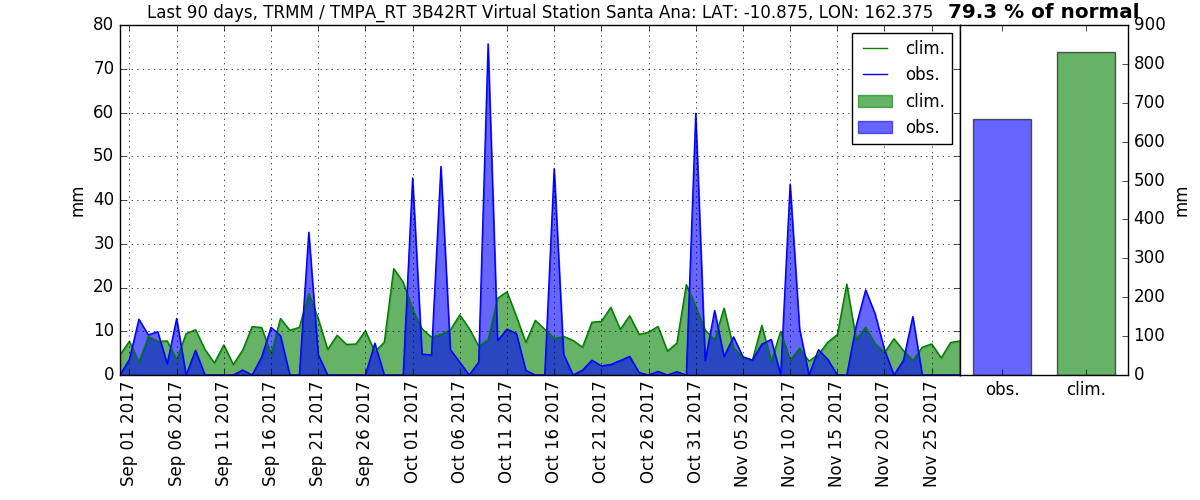 Last 90 days, TRMM / TMPA_RT 3B42RT Virtual Station Santa Ana: LAT: -10.875, LON: 162.375 79.3 % of normal
80
70
60
50
40
30
20
10
0
mm
clim.
obs.
clim.
obs.
900
800
700
600
500
400
300
200
100
0
mm
obs. clim.
Sep 01 2017
Sep 06 2017
Sep 11 2017
Sep 16 2017
Sep 21 2017
Sep 26 2017
Oct 01 2017
Oct 06 2017
Oct 11 2017
Oct 16 2017
Oct 21 2017
Oct 26 2017
Oct 31 2017
Nov 05 2017
Nov 10 2017
Nov 15 2017
Nov 20 2017
Nov 25 2017